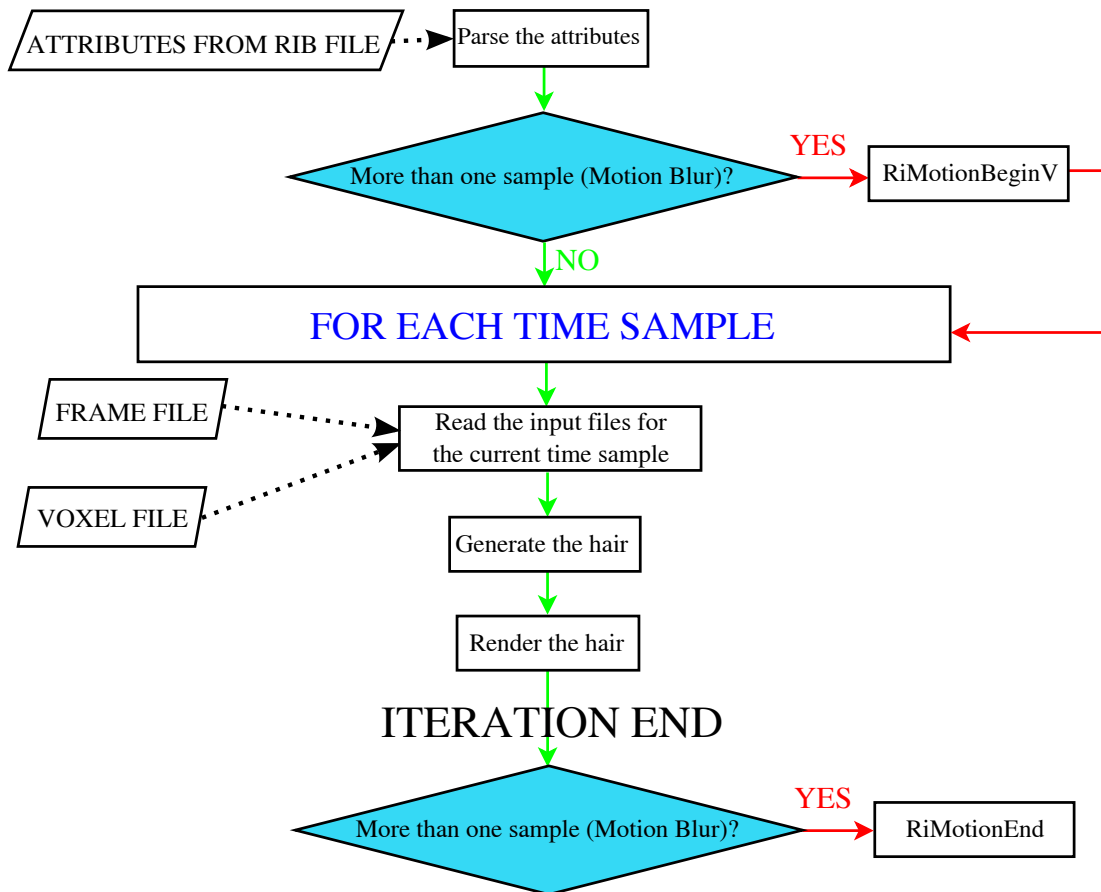 ATTRIBUTES FROM RIB FILE
Parse the attributes
More than one sample (Motion Blur)?
YES
RiMotionBeginV
NO
FOR EACH TIME SAMPLE
FRAME FILE
Read the input files for
the current time sample
VOXEL FILE
Generate the hair
Render the hair
ITERATION END
More than one sample (Motion Blur)?
YES
RiMotionEnd